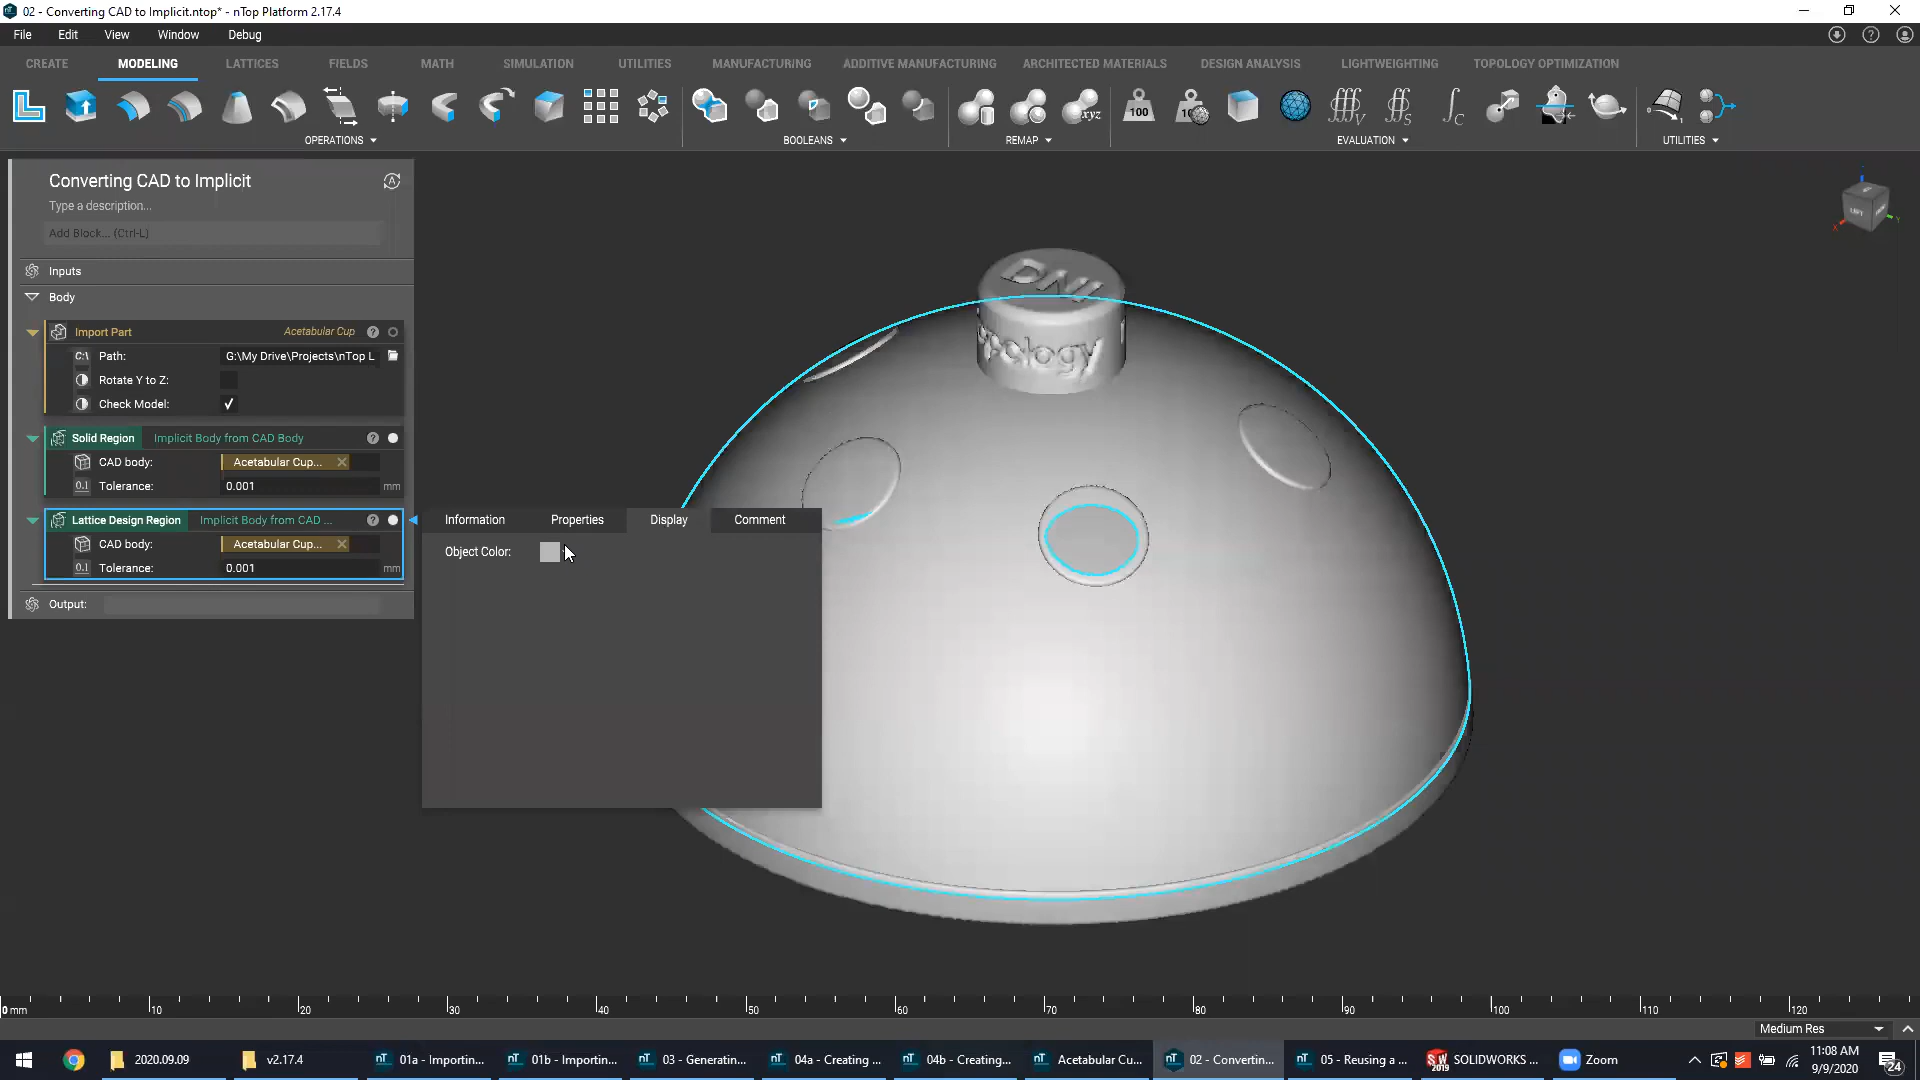 02 - Converting CAD to Implicit.ntop* - nTop Platform 2.17.4
File Edit View Window Debug
CREATE MODELING LATTICES FIELDS MATH SIMULATION UTILITIES MANUFACTURING ADDITIVE MANUFACTURING ARCHITECTED MATERIALS DESIGN ANALYSIS LIGHTWEIGHTING TOPOLOGY OPTIMIZATION
OPERATIONS BOOLEANS REMAP EVALUATION UTILITIES
Converting CAD to Implicit
Type a description...
Add Block... (Ctrl-L)
Inputs
Body
Import Part Acetabular Cup
Path: G:\My Drive\Projects\nTop L
Rotate Y to Z:
Check Model:
Solid Region Implicit Body from CAD Body
CAD body: Acetabular Cup...
Tolerance: 0.001 mm
Lattice Design Region Implicit Body from CAD ...
CAD body: Acetabular Cup...
Tolerance: 0.001 mm
Output:
Information Properties Display Comment
Object Color:
LEFT
0 mm 10 20 30 40 50 60 70 80 90 100 110 120
Medium Res
2020.09.09 v2.17.4 01a - Importin... 01b - Importin... 03 - Generatin... 04a - Creating ... 04b - Creating... Acetabular Cu... 02 - Convertin... 05 - Reusing a ... SOLIDWORKS ... Zoom
11:08 AM
9/9/2020
24